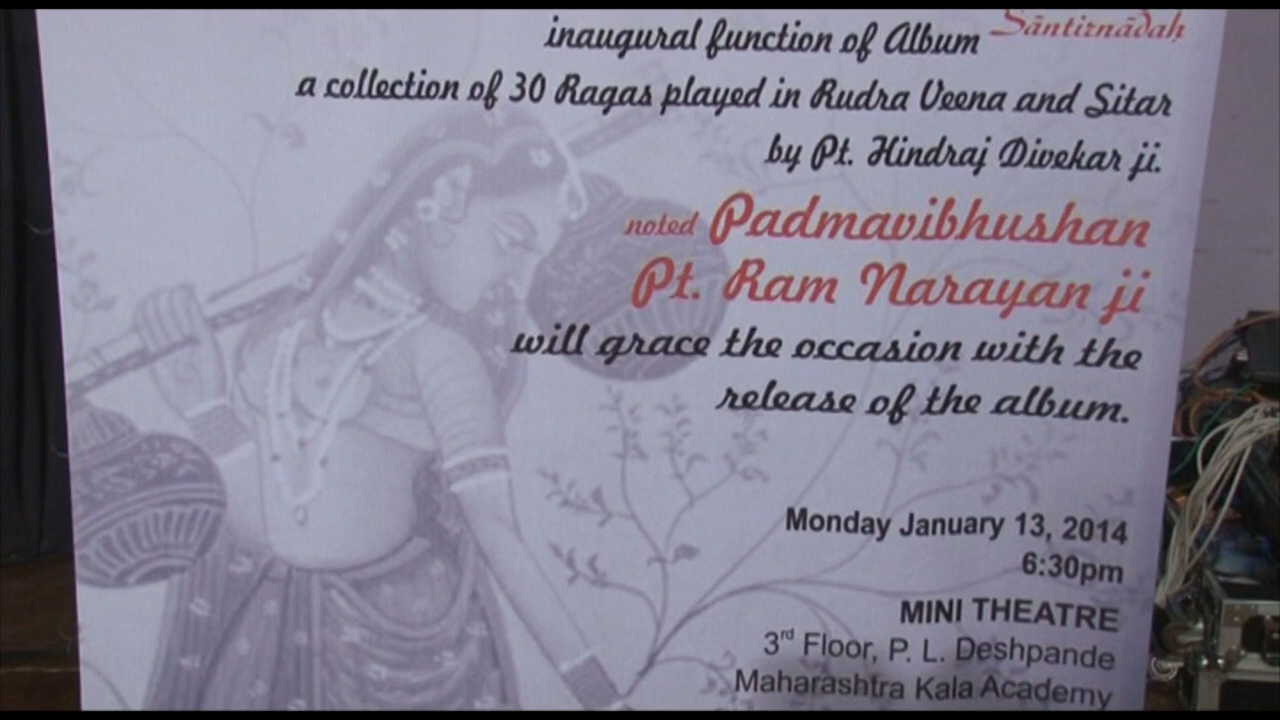 inaugural function of Album Sāntirnādaḥ
a collection of 30 Ragas played in Rudra Veena and Sitar
by Pt. Hindraj Divekar ji.
noted Padmavibhushan
Pt. Ram Narayan ji
will grace the occasion with the
release of the album.
Monday January 13, 2014
6:30pm
MINI THEATRE
3rd Floor, P. L. Deshpande
Maharashtra Kala Academy